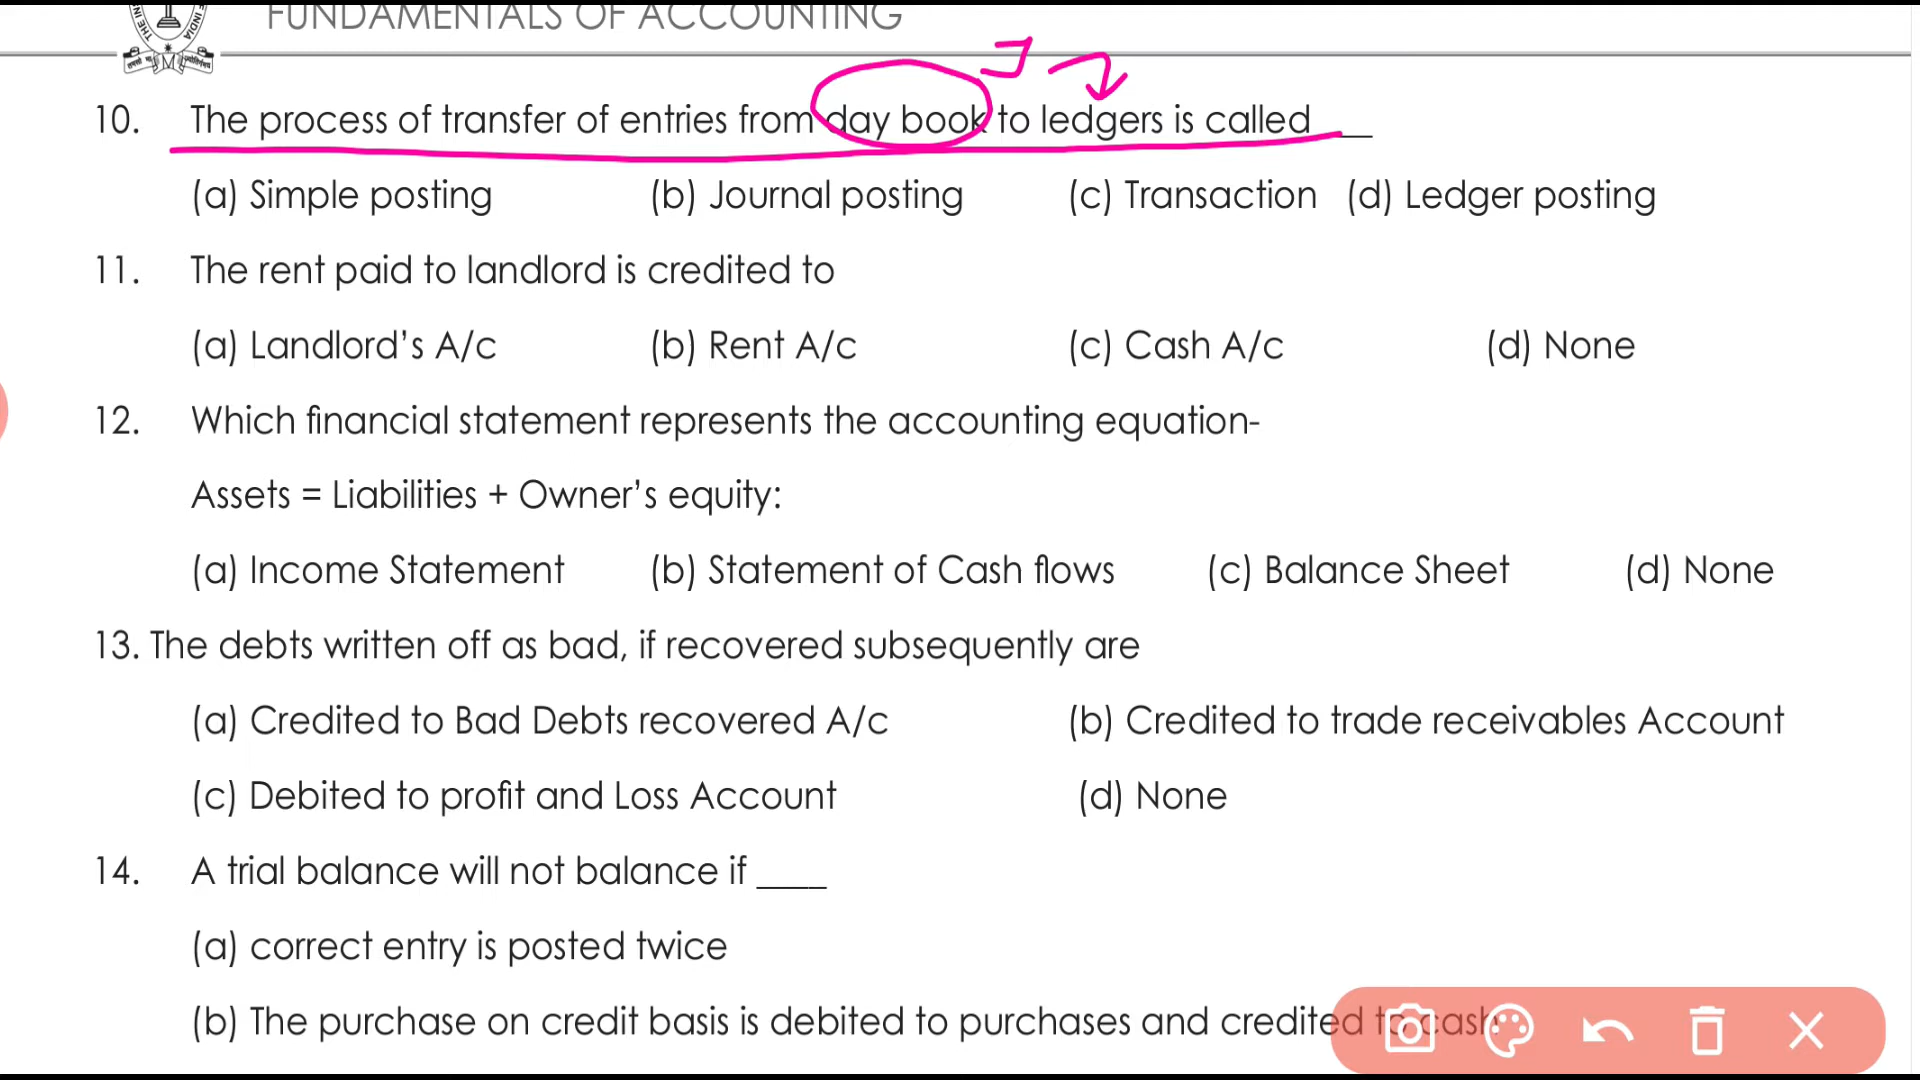 FUNDAMENTALS OF ACCOUNTING
10. The process of transfer of entries from day book to ledgers is called __
(a) Simple posting (b) Journal posting (c) Transaction (d) Ledger posting
11. The rent paid to landlord is credited to
(a) Landlord’s A/c (b) Rent A/c (c) Cash A/c (d) None
12. Which financial statement represents the accounting equation-
Assets = Liabilities + Owner’s equity:
(a) Income Statement (b) Statement of Cash flows (c) Balance Sheet (d) None
13. The debts written off as bad, if recovered subsequently are
(a) Credited to Bad Debts recovered A/c (b) Credited to trade receivables Account
(c) Debited to profit and Loss Account (d) None
14. A trial balance will not balance if ____
(a) correct entry is posted twice
(b) The purchase on credit basis is debited to purchases and credited to cash